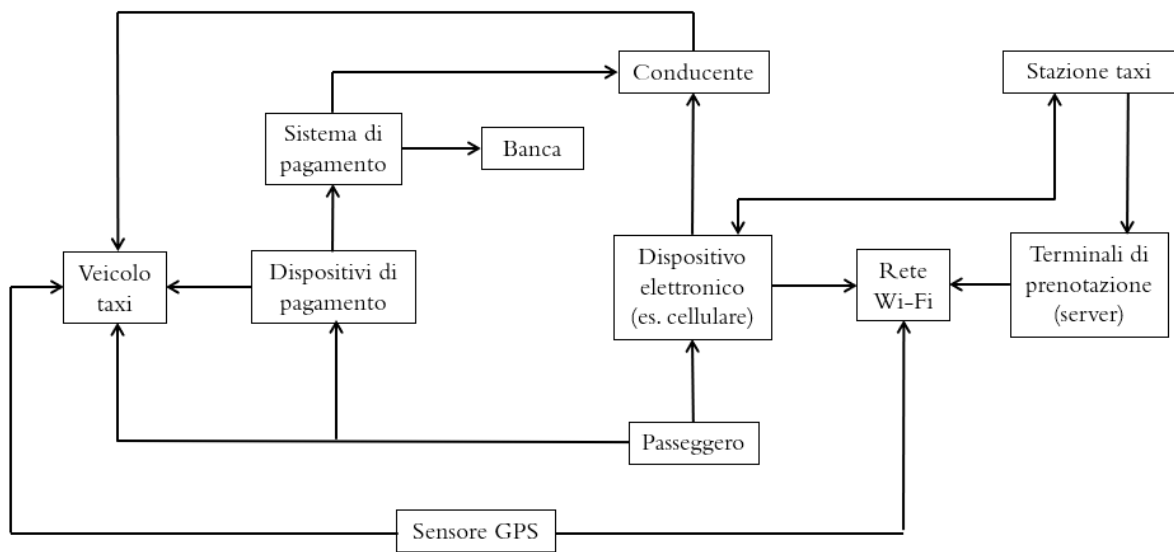 Conducente
Stazione taxi
Sistema di
pagamento
Banca
Veicolo
taxi
Dispositivi di
pagamento
Dispositivo
elettronico
(es. cellulare)
Rete
Wi-Fi
Terminali di
prenotazione
(server)
Passeggero
Sensore GPS